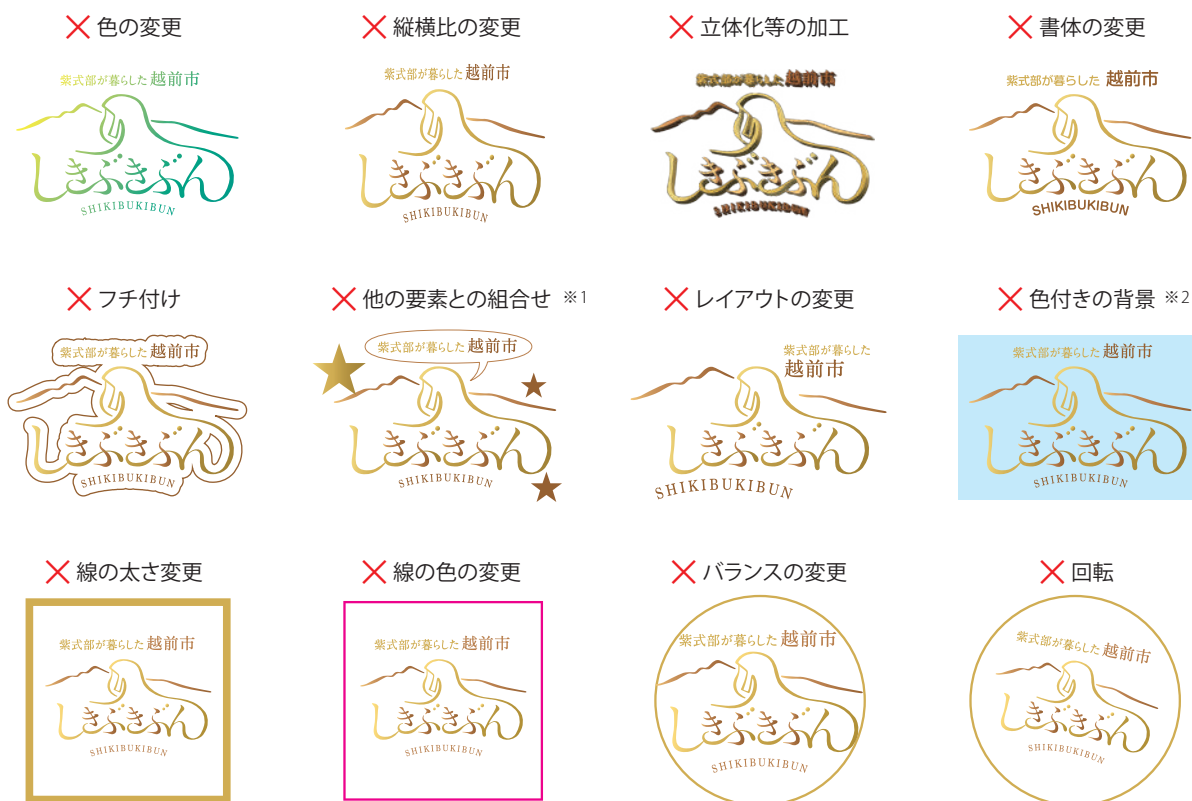 × 色の変更
紫式部が暮らした 越前市
しきぶきぶん
SHIKIBUKIBUN
× 縦横比の変更
紫式部が暮らした 越前市
しきぶきぶん
SHIKIBUKIBUN
× 立体化等の加工
紫式部が暮らした 越前市
しきぶきぶん
SHIKIBUKIBUN
× 書体の変更
紫式部が暮らした 越前市
しきぶきぶん
SHIKIBUKIBUN
× フチ付け
紫式部が暮らした 越前市
しきぶきぶん
SHIKIBUKIBUN
× 他の要素との組合せ ※1
紫式部が暮らした 越前市
しきぶきぶん
SHIKIBUKIBUN
× レイアウトの変更
紫式部が暮らした
越前市
しきぶきぶん
SHIKIBUKIBUN
× 色付きの背景 ※2
紫式部が暮らした 越前市
しきぶきぶん
SHIKIBUKIBUN
× 線の太さ変更
紫式部が暮らした 越前市
しきぶきぶん
SHIKIBUKIBUN
× 線の色の変更
紫式部が暮らした 越前市
しきぶきぶん
SHIKIBUKIBUN
× バランスの変更
紫式部が暮らした 越前市
しきぶきぶん
SHIKIBUKIBUN
× 回転
紫式部が暮らした 越前市
しきぶきぶん
SHIKIBUKIBUN